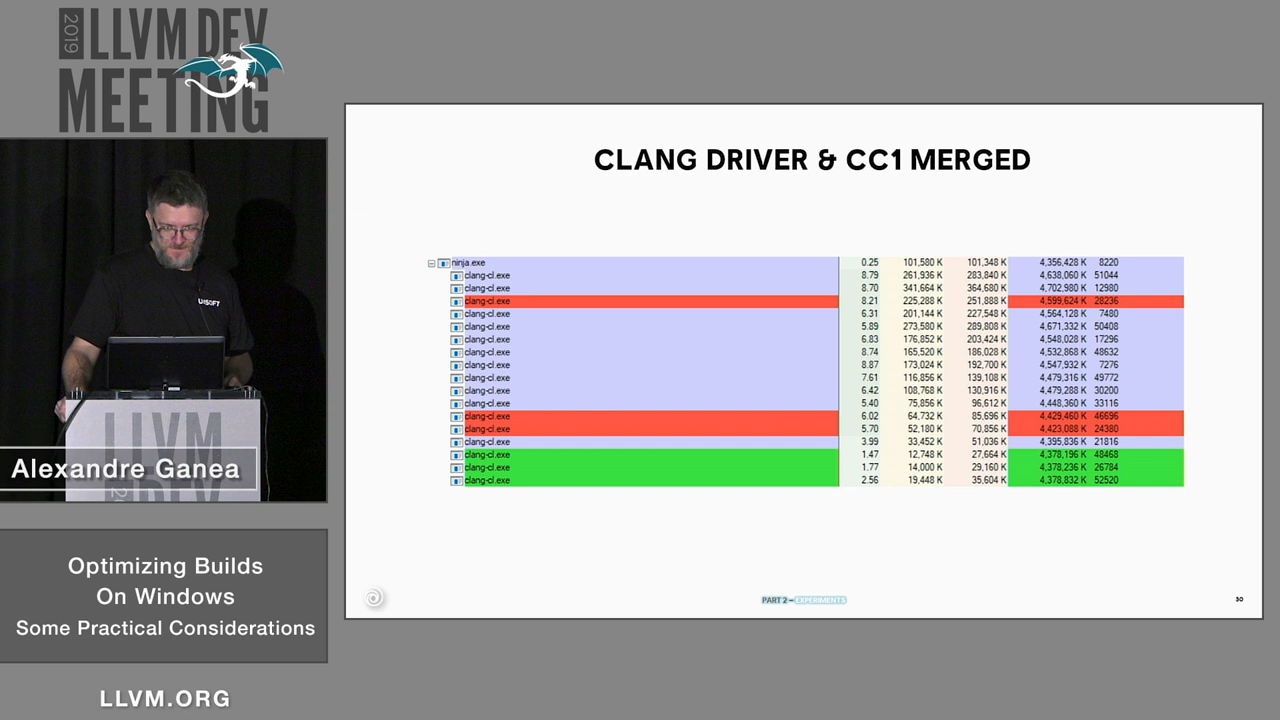 2019 LLVM DEV
MEETING
UBISOFT
Alexandre Ganea
Optimizing Builds
On Windows
Some Practical Considerations
LLVM.ORG
CLANG DRIVER & CC1 MERGED
ninja.exe 0.25 101,580 K 101,348 K 4,356,428 K 8220
clang-cl.exe 8.79 261,936 K 283,840 K 4,638,060 K 51044
clang-cl.exe 8.70 341,664 K 364,680 K 4,702,980 K 12980
clang-cl.exe 8.21 225,288 K 251,888 K 4,599,624 K 28236
clang-cl.exe 6.31 201,144 K 227,548 K 4,564,128 K 7480
clang-cl.exe 5.89 273,580 K 289,808 K 4,671,332 K 50408
clang-cl.exe 6.83 176,852 K 203,424 K 4,548,028 K 17296
clang-cl.exe 8.74 165,520 K 186,028 K 4,532,868 K 48632
clang-cl.exe 8.87 173,024 K 192,700 K 4,547,932 K 7276
clang-cl.exe 7.61 116,856 K 139,108 K 4,479,316 K 49772
clang-cl.exe 6.42 108,768 K 130,916 K 4,479,288 K 30200
clang-cl.exe 5.40 75,856 K 96,612 K 4,448,360 K 33116
clang-cl.exe 6.02 64,732 K 85,696 K 4,429,460 K 46696
clang-cl.exe 5.70 52,180 K 70,856 K 4,423,088 K 24380
clang-cl.exe 3.99 33,452 K 51,036 K 4,395,836 K 21816
clang-cl.exe 1.47 12,748 K 27,664 K 4,378,196 K 48468
clang-cl.exe 1.77 14,000 K 29,160 K 4,378,236 K 26784
clang-cl.exe 2.56 19,448 K 35,604 K 4,378,832 K 52520
PART 2 – EXPERIMENTS
30